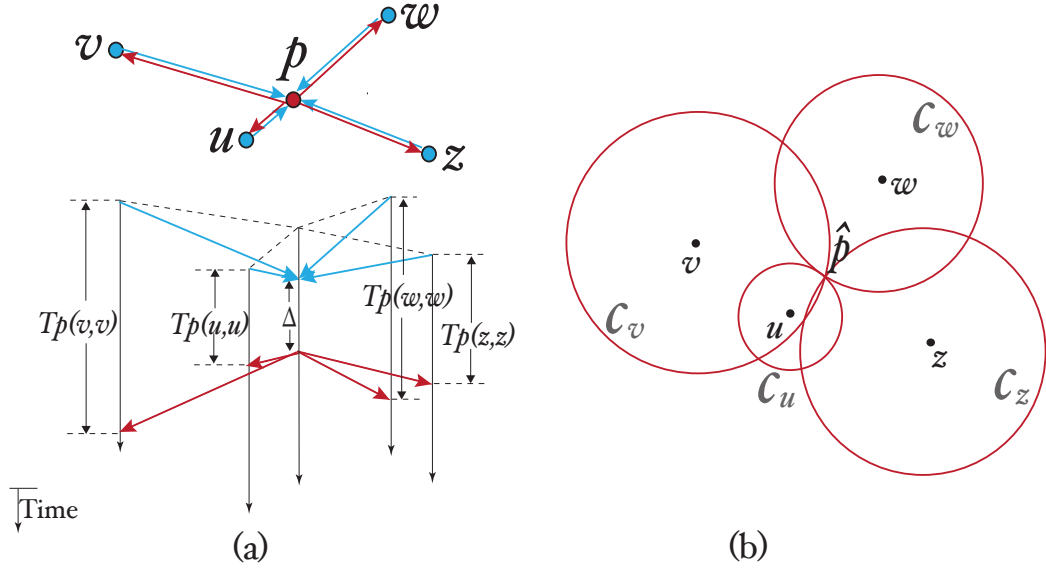 w
v
p
u
z
Tp(v,v)
Tp(u,u)
Δ
Tp(w,w)
Tp(z,z)
Time
(a)
C_w
w
p̂
v
C_v
u
z
C_u
C_z
(b)